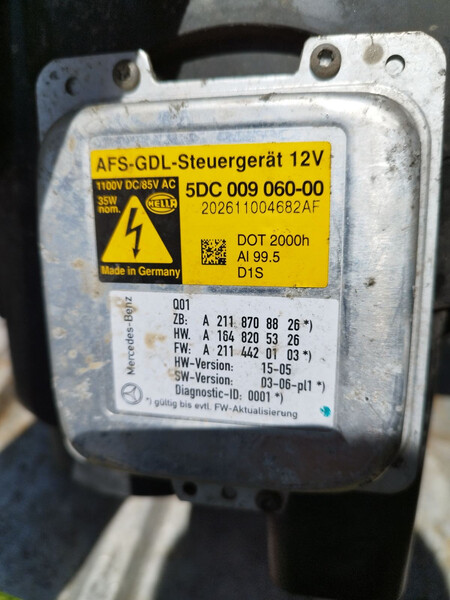 AFS-GDL-Steuergerät 12V
1100V DC/85V AC
35W
nom.
HELLA
Made in Germany
5DC 009 060-00
202611004682AF
DOT 2000h
Al 99.5
D1S
Mercedes-Benz
Q01
ZB: A 211 870 88 26 *)
HW. A 164 820 53 26
FW: A 211 442 01 03 *)
HW-Version: 15-05
SW-Version: 03-06-pl1 *)
Diagnostic-ID: 0001 *)
*) gültig bis evtl. FW-Aktualisierung